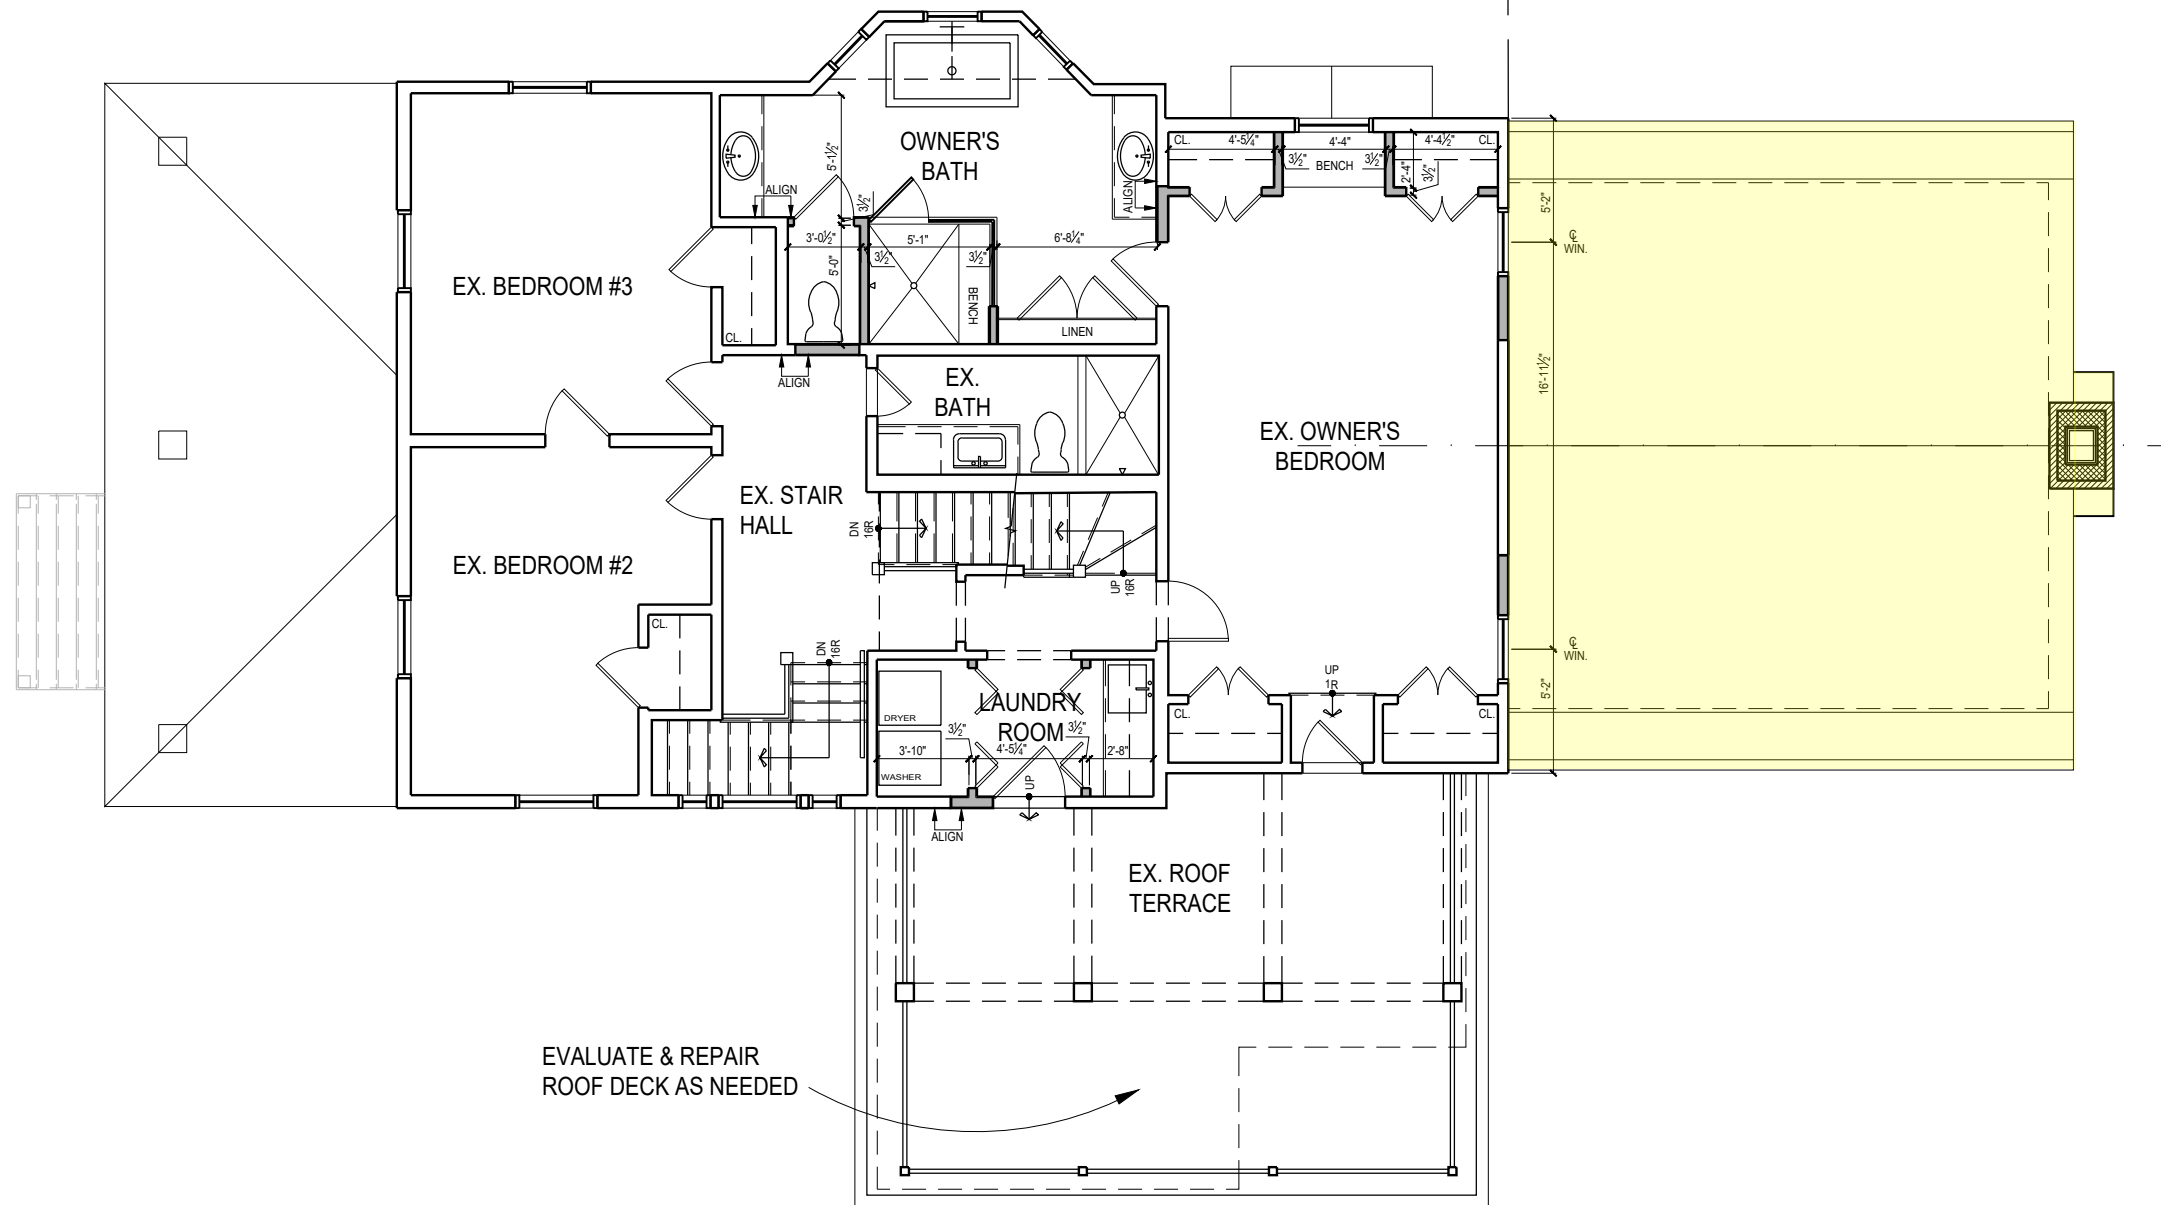 OWNER'S
BATH
CL.
4'-5¼"
4'-4"
4'-4½"
CL.
3½"
BENCH
3½"
2'-4"
3½"
5'-1½"
ALIGN
ALIGN
3½"
3'-0½"
5'-1"
6'-8¼"
3½"
3½"
5'-0"
BENCH
LINEN
5'-2"
℄
WIN.
EX. BEDROOM #3
CL.
ALIGN
EX.
BATH
16'-11½"
EX. OWNER'S
BEDROOM
EX. STAIR
HALL
DN
16R
UP
16R
EX. BEDROOM #2
CL.
DN
16R
℄
WIN.
5'-2"
UP
1R
LAUNDRY
ROOM
DRYER
3½"
3½"
3'-10"
4'-5¼"
2'-8"
WASHER
UP
CL.
CL.
ALIGN
EX. ROOF
TERRACE
EVALUATE & REPAIR
ROOF DECK AS NEEDED